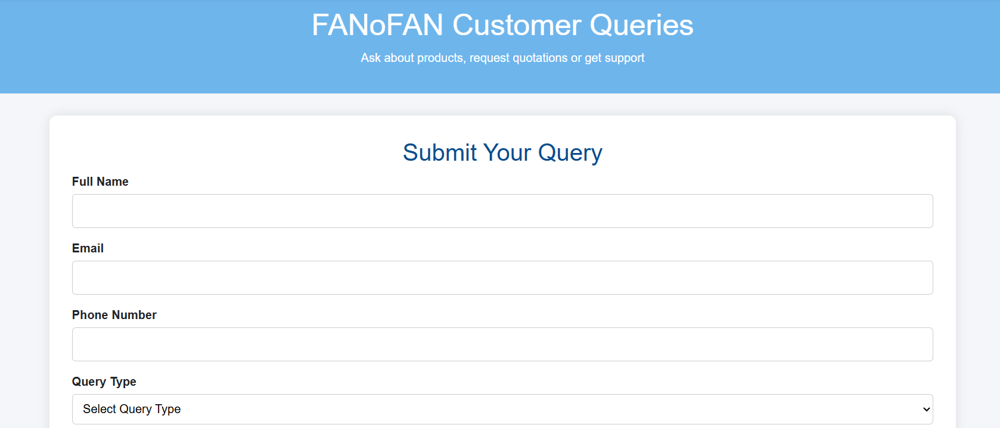 FANoFAN Customer Queries
Ask about products, request quotations or get support
Submit Your Query
Full Name
Email
Phone Number
Query Type
Select Query Type